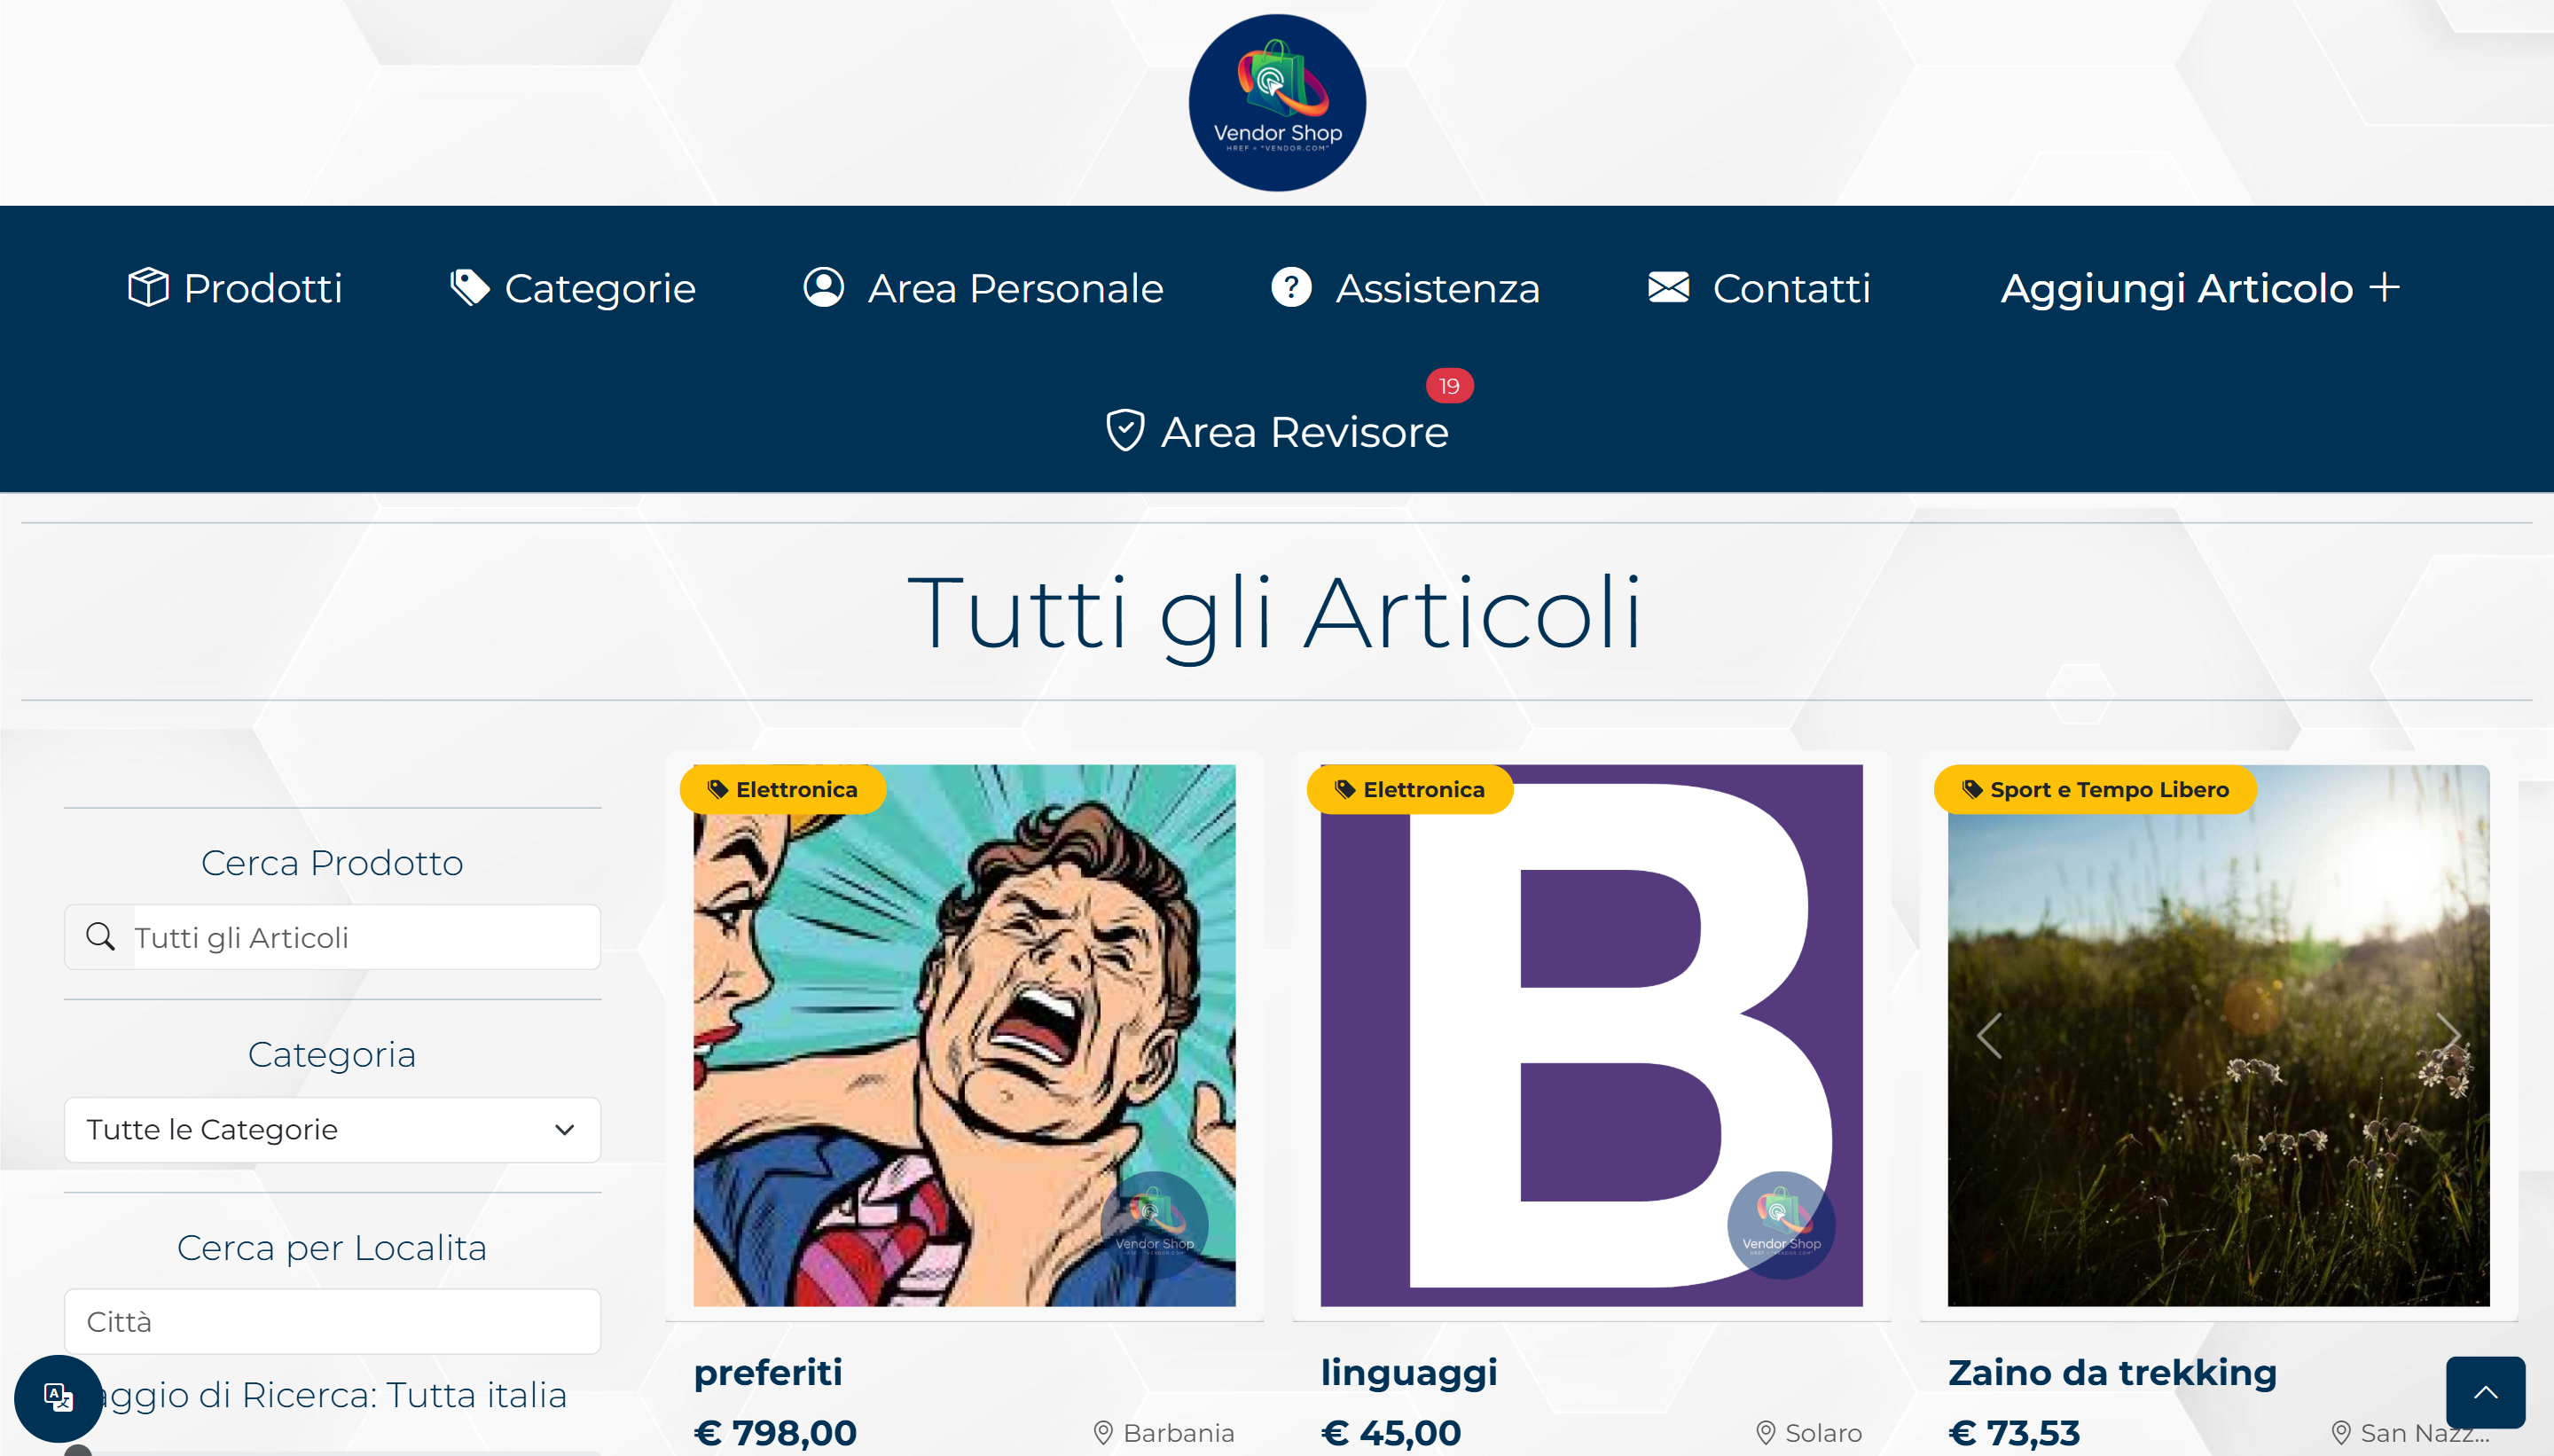 Vendor Shop
HREF = "VENDOR.COM"
Prodotti
Categorie
Area Personale
Assistenza
Contatti
Aggiungi Articolo +
19
Area Revisore
Tutti gli Articoli
Cerca Prodotto
Tutti gli Articoli
Categoria
Tutte le Categorie
Cerca per Localita
Città
aggio di Ricerca: Tutta italia
Elettronica
Vendor Shop
preferiti
€ 798,00
Barbania
Elettronica
B
Vendor Shop
linguaggi
€ 45,00
Solaro
Sport e Tempo Libero
Zaino da trekking
€ 73,53
San Nazz...